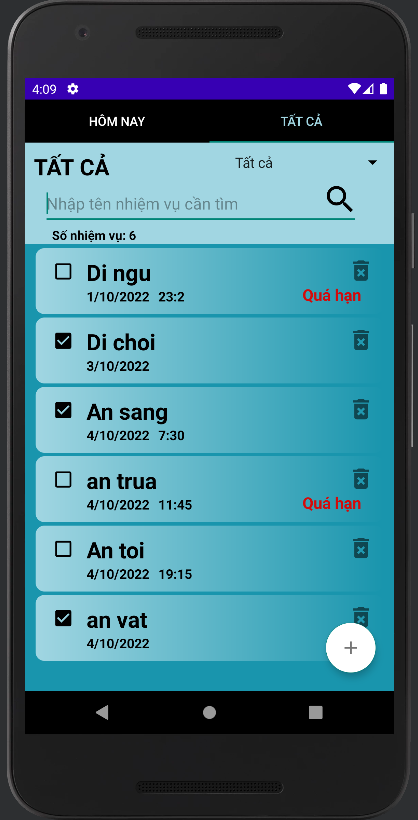 4:09
HÔM NAY
TẤT CẢ
TẤT CẢ
Tất cả
Nhập tên nhiệm vụ cần tìm
Số nhiệm vụ: 6
Di ngu
1/10/2022 23:2
Quá hạn
Di choi
3/10/2022
An sang
4/10/2022 7:30
an trua
4/10/2022 11:45
Quá hạn
An toi
4/10/2022 19:15
an vat
4/10/2022